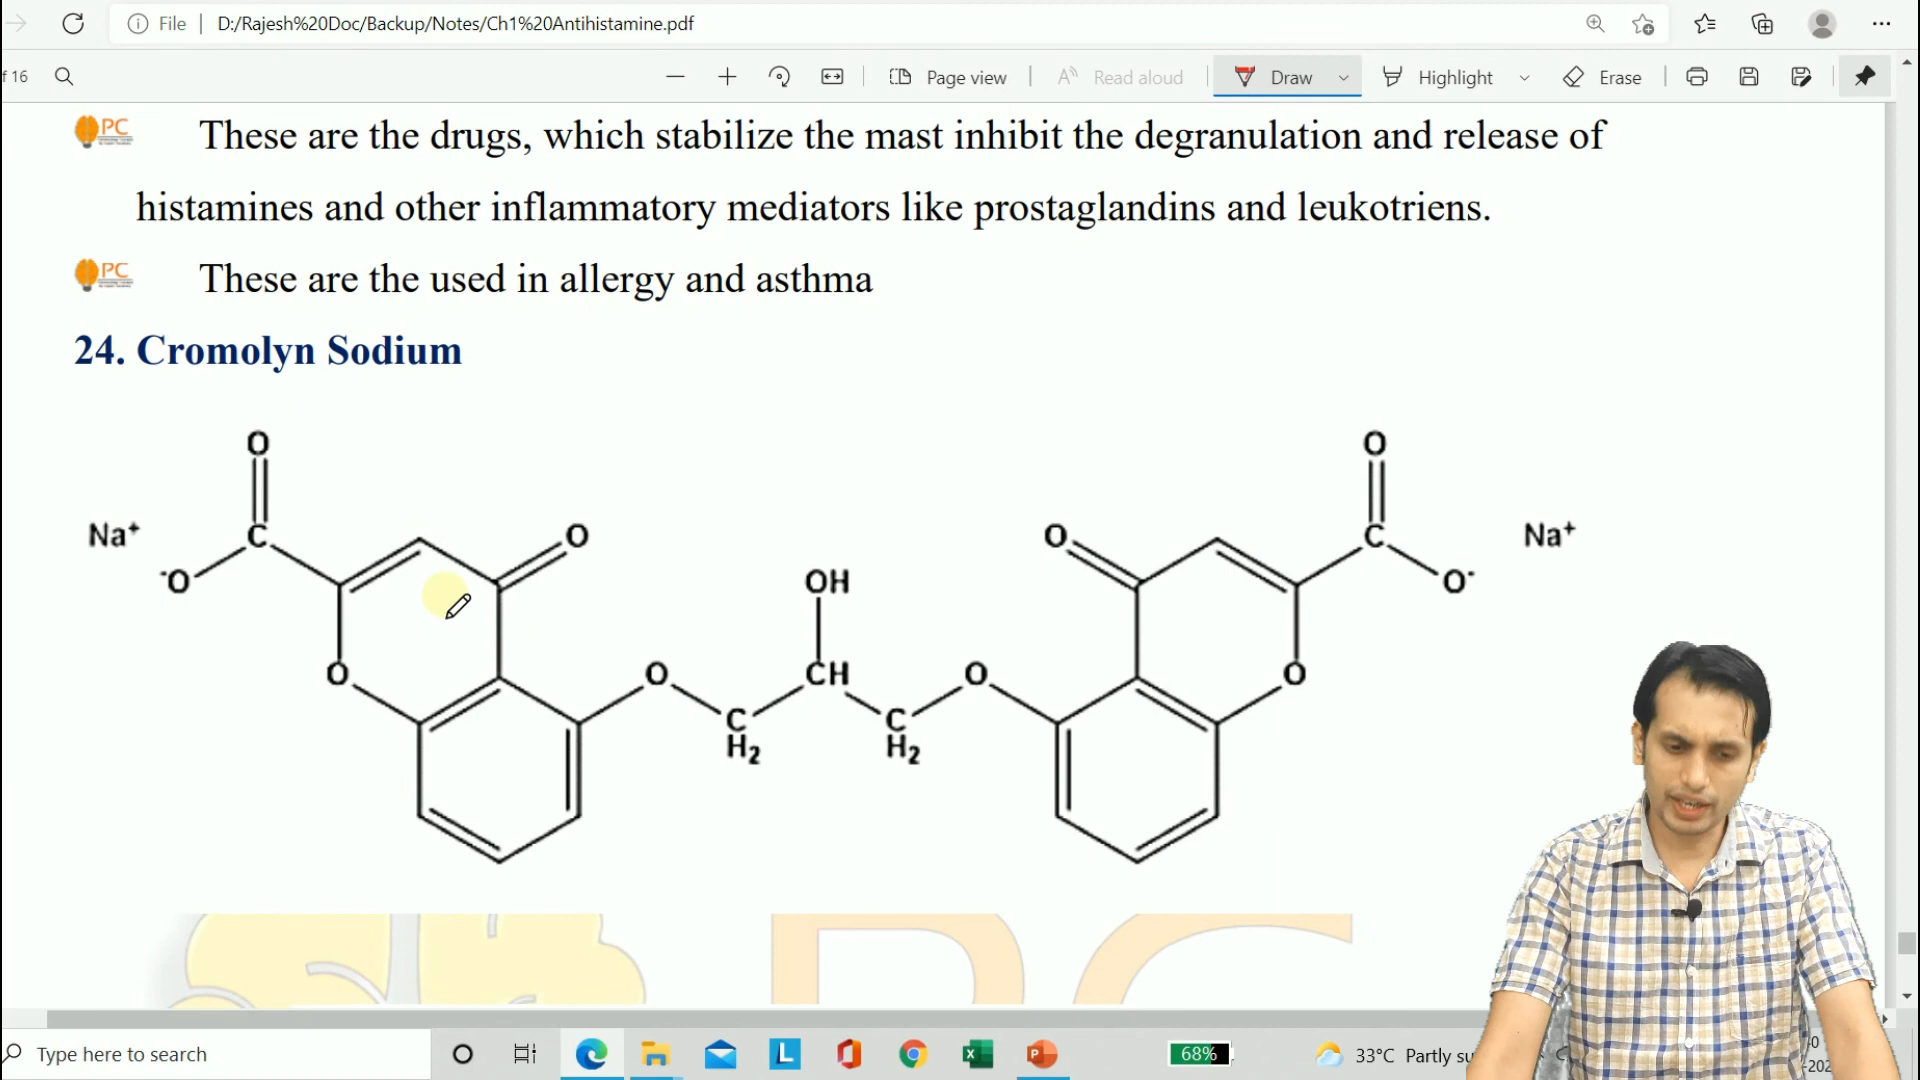 File
D:/Rajesh%20Doc/Backup/Notes/Ch1%20Antihistamine.pdf
f 16
Page view
Read aloud
Draw
Highlight
Erase
PC
These are the drugs, which stabilize the mast inhibit the degranulation and release of
histamines and other inflammatory mediators like prostaglandins and leukotriens.
PC
These are the used in allergy and asthma
24. Cromolyn Sodium
O O
Na⁺ C O O C Na⁺
⁻O OH O⁻
O O CH O O
C C
H₂ H₂
PC
Type here to search
L
68%
33°C Partly su